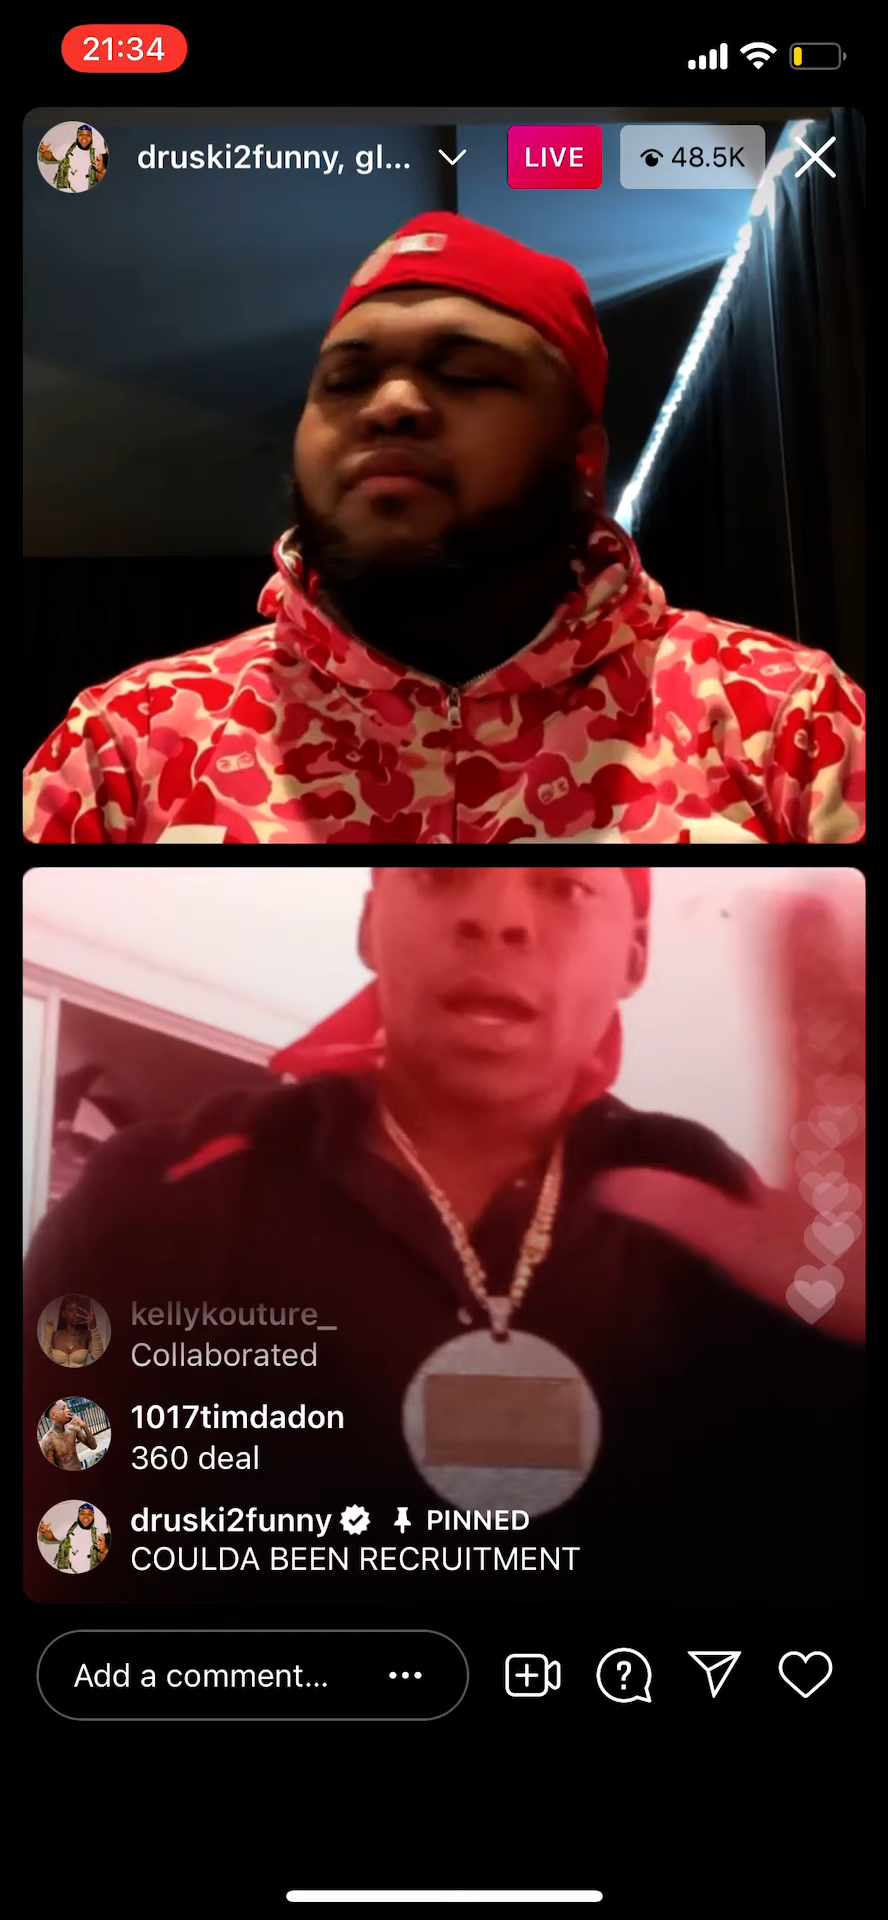 21:34
druski2funny, gl...
LIVE
48.5K
kellykouture_
Collaborated
1017timdadon
360 deal
druski2funny PINNED
COULDA BEEN RECRUITMENT
Add a comment...